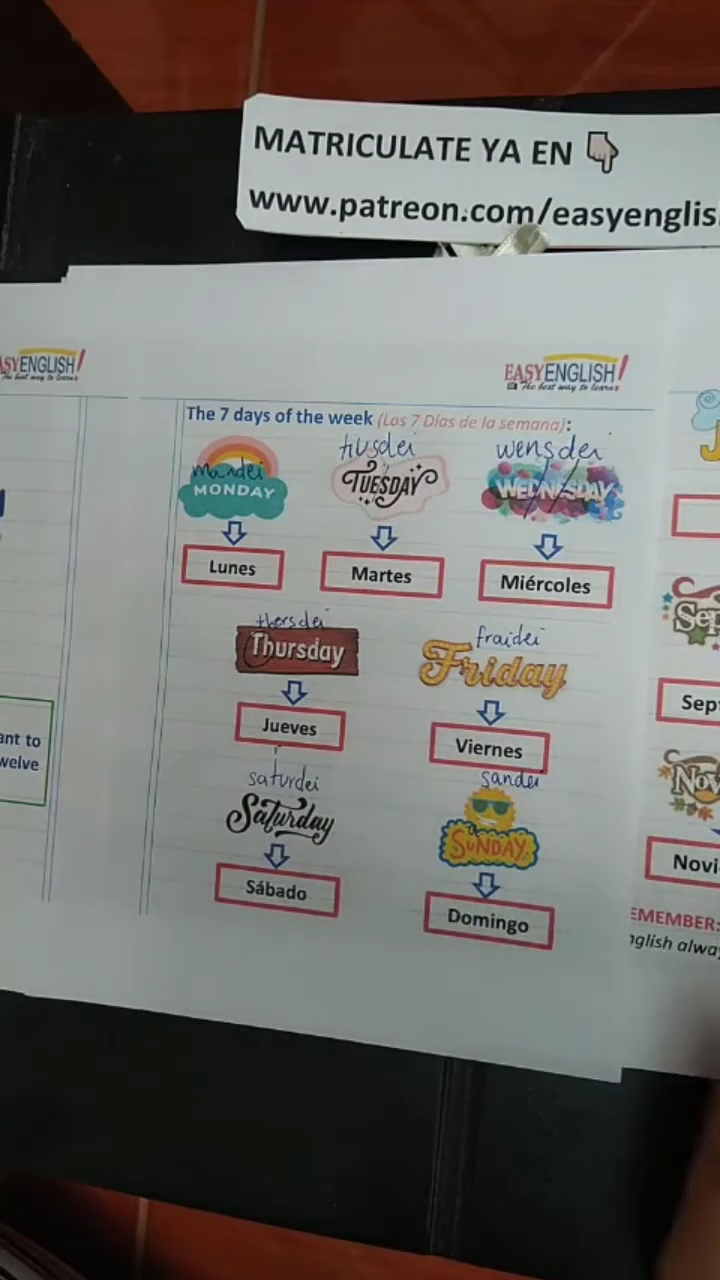 MATRICULATE YA EN
www.patreon.com/easyenglis
ASYENGLISH!
The best way to learn
EASYENGLISH!
The best way to learn
The 7 days of the week (Los 7 Días de la semana):
mandei
MONDAY
Lunes
tiusdei
TUESDAY
Martes
wensdei
WEDNESDAY
Miércoles
thersdei
Thursday
Jueves
fraidei
Friday
Viernes
saturdei
Saturday
Sábado
sandei
SUNDAY
Domingo
ant to
welve
J
Sep
Sept
Nov
Novi
EMEMBER:
nglish alwa